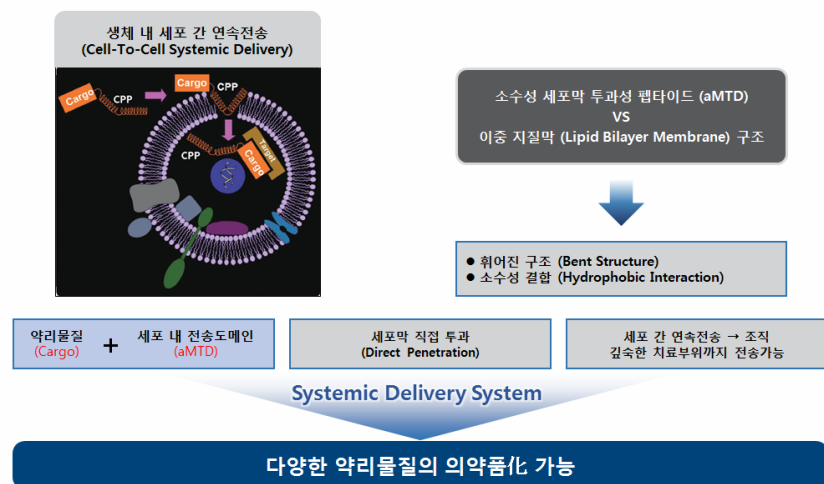 생체 내 세포 간 연속전송
(Cell-To-Cell Systemic Delivery)
Cargo
CPP
Cargo
CPP
CPP
Cargo
Target
소수성 세포막 투과성 펩타이드 (aMTD)
VS
이중 지질막 (Lipid Bilayer Membrane) 구조
● 휘어진 구조 (Bent Structure)
● 소수성 결합 (Hydrophobic Interaction)
약리물질
(Cargo)
+
세포 내 전송도메인
(aMTD)
세포막 직접 투과
(Direct Penetration)
세포 간 연속전송 → 조직
깊숙한 치료부위까지 전송가능
Systemic Delivery System
다양한 약리물질의 의약품化 가능